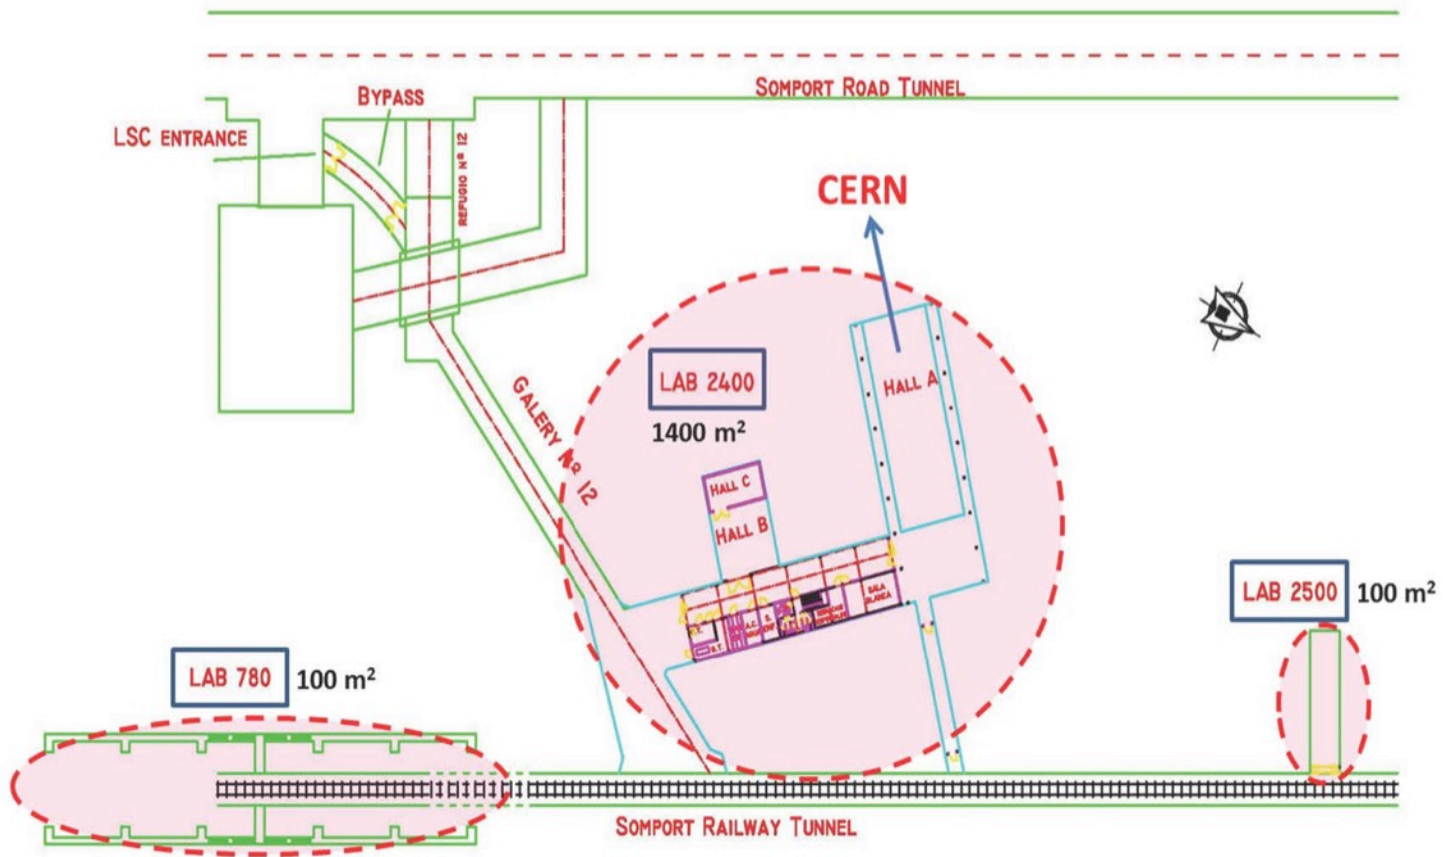 SOMPORT ROAD TUNNEL
BYPASS
LSC ENTRANCE
REFUGIO Nº 12
CERN
HALL A
LAB 2400
1400 m²
GALERY Nº 12
HALL C
HALL B
SALA
BLANCA
LAB 2500 100 m²
LAB 780 100 m²
SOMPORT RAILWAY TUNNEL